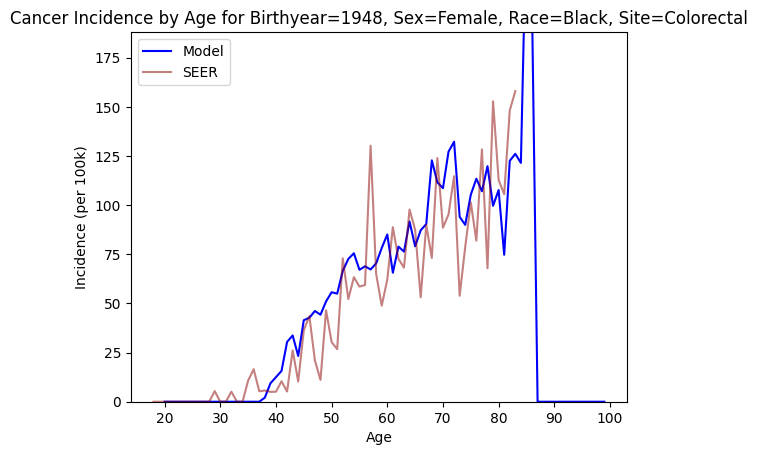 Cancer Incidence by Age for Birthyear=1948, Sex=Female, Race=Black, Site=Colorectal
Model
SEER
175
150
125
100
75
50
25
0
Incidence (per 100k)
20 30 40 50 60 70 80 90 100
Age